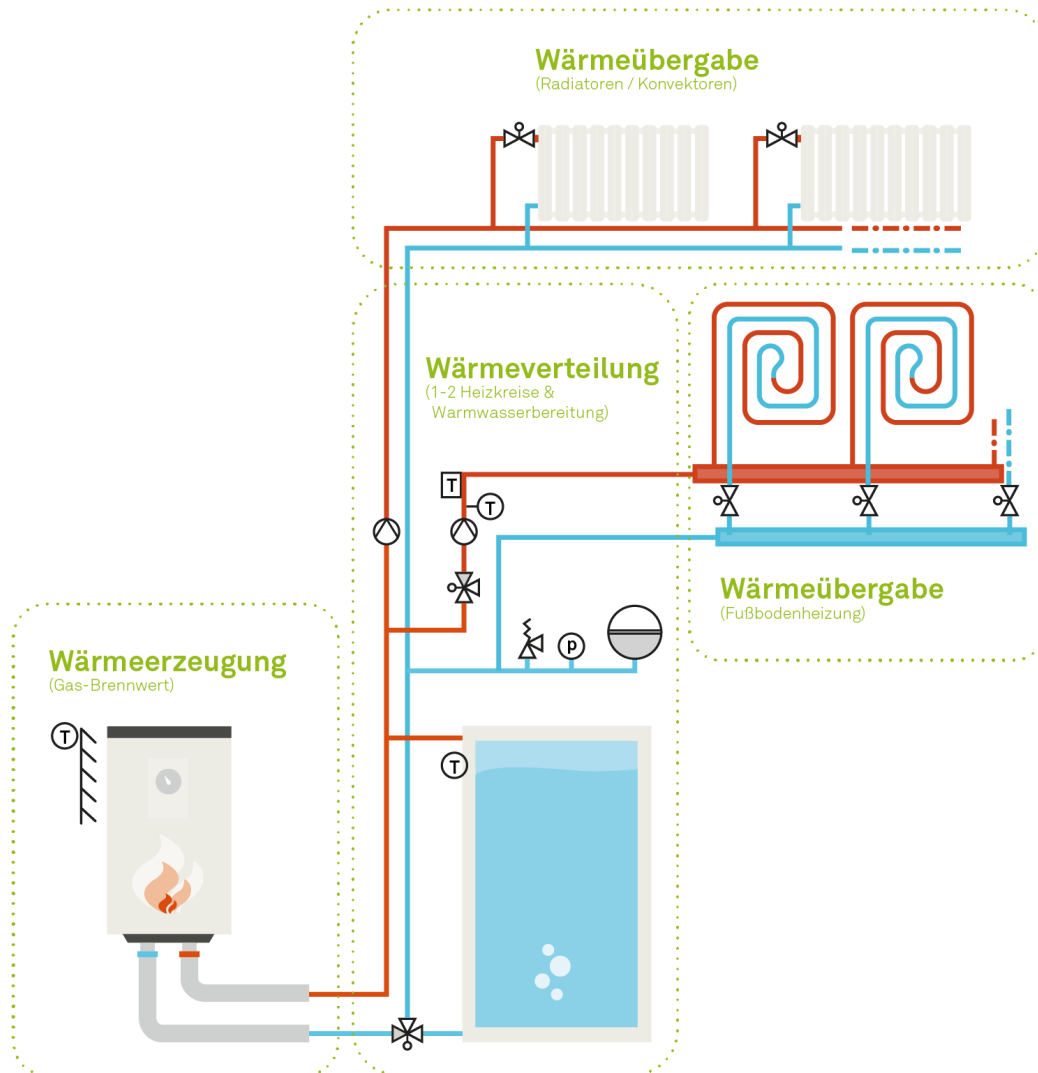 Wärmeübergabe
(Radiatoren / Konvektoren)
Wärmeverteilung
(1-2 Heizkreise &
Warmwasserbereitung)
T
T
Wärmeübergabe
(Fußbodenheizung)
p
Wärmeerzeugung
(Gas-Brennwert)
T
T